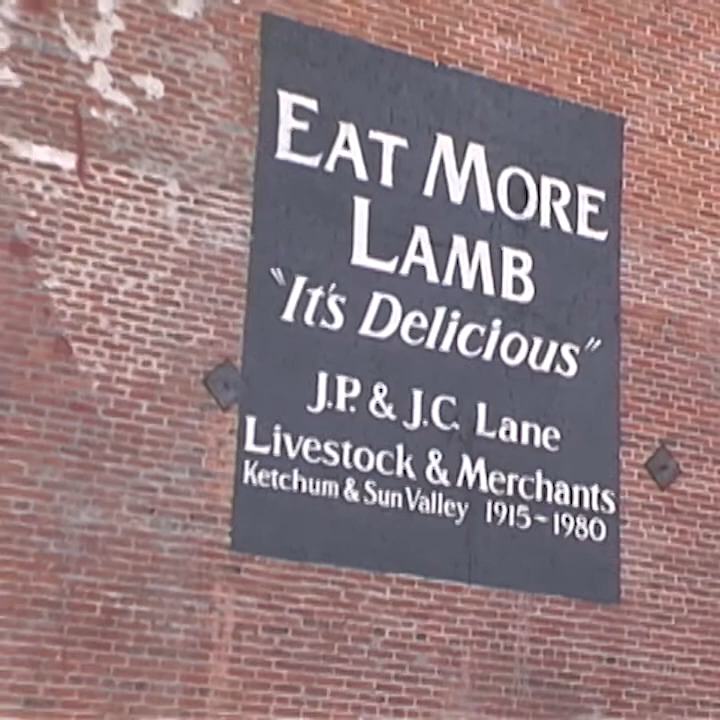 EAT MORE
LAMB
"It's Delicious"
J.P. & J.C. Lane
Livestock & Merchants
Ketchum & Sun Valley 1915-1980